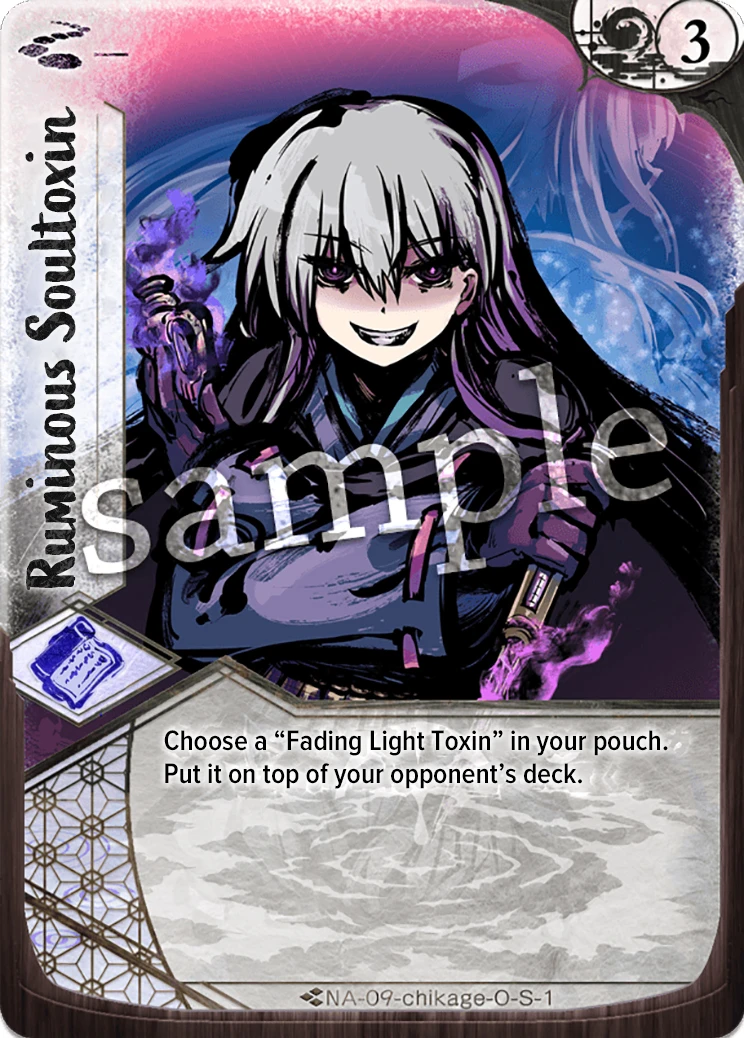 3
Ruminous Soultoxin
sample
Choose a “Fading Light Toxin” in your pouch.
Put it on top of your opponent’s deck.
NA-09-chikage-O-S-1